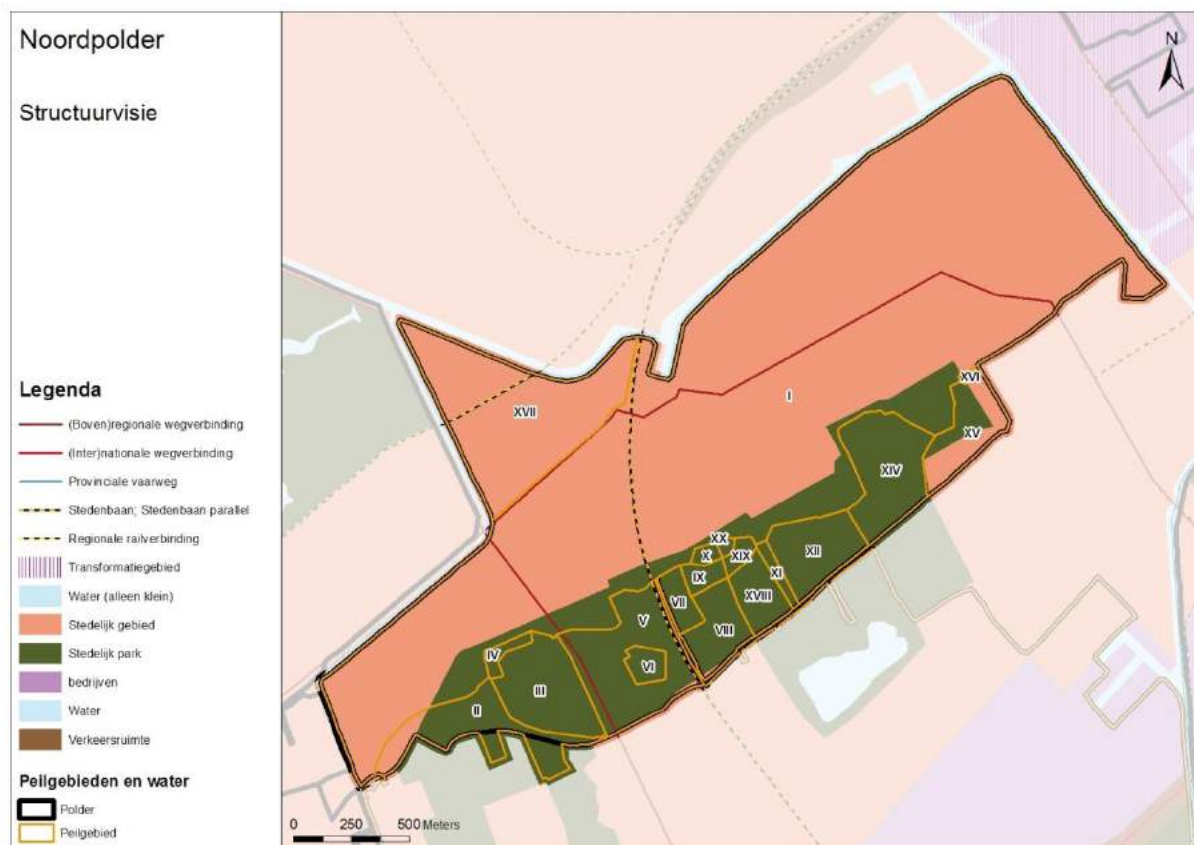 Noordpolder
Structuurvisie
Legenda
(Boven)regionale wegverbinding
(Inter)nationale wegverbinding
Provinciale vaarweg
Stedenbaan; Stedenbaan parallel
Regionale railverbinding
Transformatiegebied
Water (alleen klein)
Stedelijk gebied
Stedelijk park
bedrijven
Water
Verkeersruimte
Peilgebieden en water
Polder
Peilgebied
N
XVII
I
XVI
XV
XIV
XX
X
XIX
XII
IX
XI
VII
XVIII
V
VIII
IV
VI
III
II
0 250 500 Meters